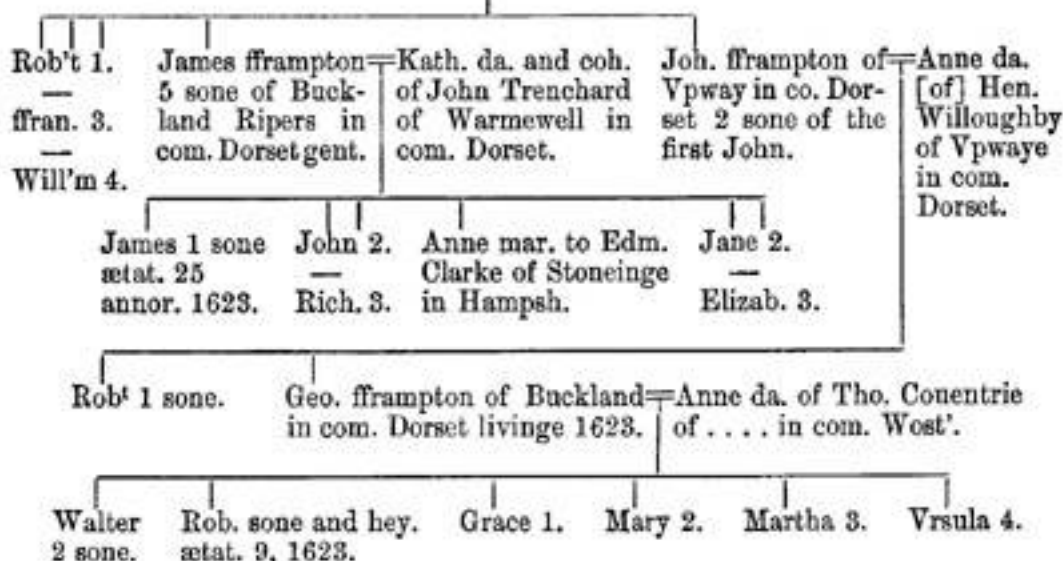 Rob't 1.
—
ffran. 3.
—
Will'm 4.
James fframpton
5 sone of Buck-
land Ripers in
com. Dorset gent.
Kath. da. and coh.
of John Trenchard
of Warmewell in
com. Dorset.
Joh. fframpton of
Vpway in co. Dor-
set 2 sone of the
first John.
Anne da.
[of] Hen.
Willoughby
of Vpwaye
in com.
Dorset.
James 1 sone
ætat. 25
annor. 1623.
John 2.
—
Rich. 3.
Anne mar. to Edm.
Clarke of Stoneinge
in Hampsh.
Jane 2.
—
Elizab. 3.
Robᵗ 1 sone.
Geo. fframpton of Buckland
in com. Dorset livinge 1623.
Anne da. of Tho. Couentrie
of . . . . in com. Wost'.
Walter
2 sone.
Rob. sone and hey.
ætat. 9, 1623.
Grace 1.
Mary 2.
Martha 3.
Vrsula 4.